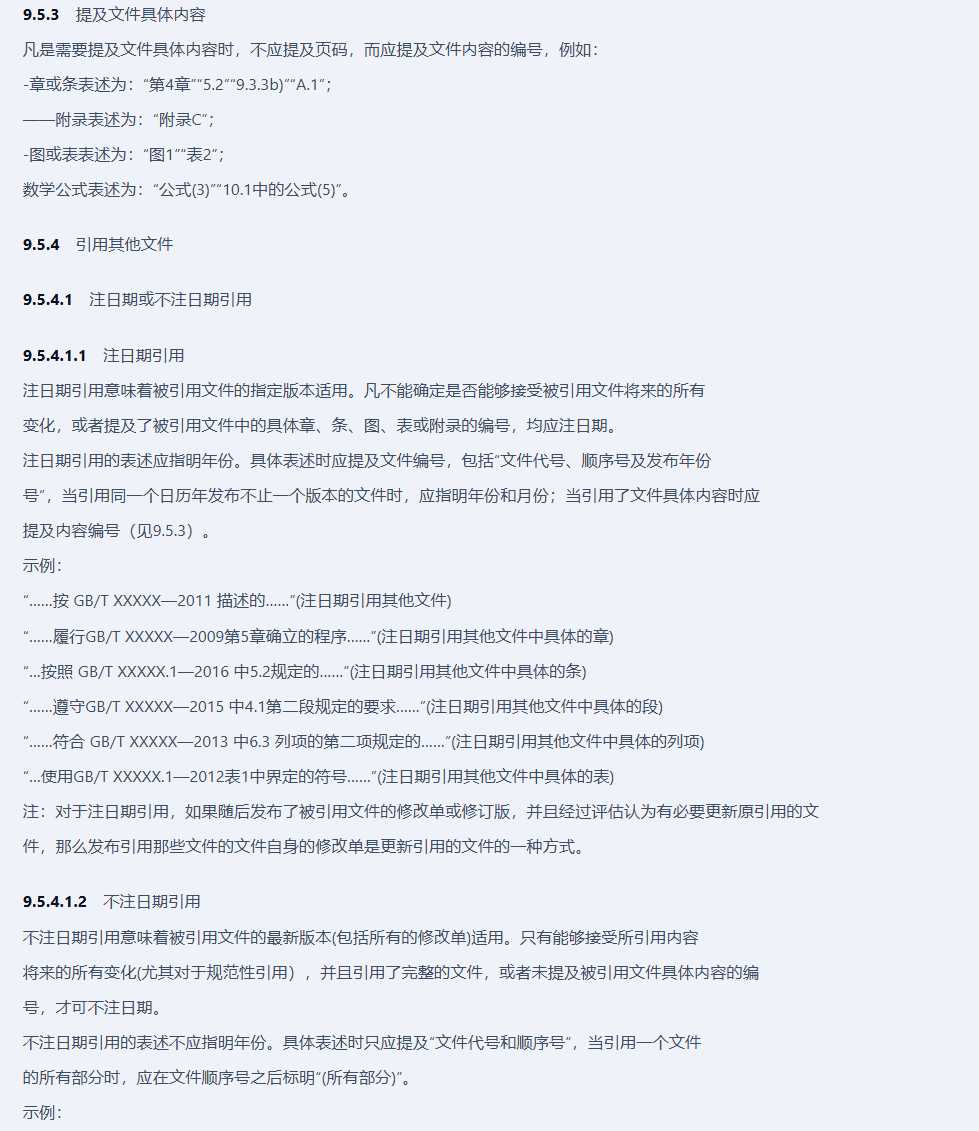 9.5.3 提及文件具体内容
凡是需要提及文件具体内容时，不应提及页码，而应提及文件内容的编号，例如：
-章或条表述为：“第4章”“5.2”“9.3.3b)”“A.1”；
——附录表述为：“附录C”；
-图或表表述为：“图1”“表2”；
数学公式表述为：“公式(3)”“10.1中的公式(5)”。
9.5.4 引用其他文件
9.5.4.1 注日期或不注日期引用
9.5.4.1.1 注日期引用
注日期引用意味着被引用文件的指定版本适用。凡不能确定是否能够接受被引用文件将来的所有
变化，或者提及了被引用文件中的具体章、条、图、表或附录的编号，均应注日期。
注日期引用的表述应指明年份。具体表述时应提及文件编号，包括“文件代号、顺序号及发布年份
号”，当引用同一个日历年发布不止一个版本的文件时，应指明年份和月份；当引用了文件具体内容时应
提及内容编号（见9.5.3）。
示例：
“……按 GB/T XXXXX—2011 描述的……”(注日期引用其他文件)
“……履行GB/T XXXXX—2009第5章确立的程序……”(注日期引用其他文件中具体的章)
“…按照 GB/T XXXXX.1—2016 中5.2规定的……”(注日期引用其他文件中具体的条)
“……遵守GB/T XXXXX—2015 中4.1第二段规定的要求……”(注日期引用其他文件中具体的段)
“……符合 GB/T XXXXX—2013 中6.3 列项的第二项规定的……”(注日期引用其他文件中具体的列项)
“…使用GB/T XXXXX.1—2012表1中界定的符号……”(注日期引用其他文件中具体的表)
注：对于注日期引用，如果随后发布了被引用文件的修改单或修订版，并且经过评估认为有必要更新原引用的文
件，那么发布引用那些文件的文件自身的修改单是更新引用的文件的一种方式。
9.5.4.1.2 不注日期引用
不注日期引用意味着被引用文件的最新版本(包括所有的修改单)适用。只有能够接受所引用内容
将来的所有变化(尤其对于规范性引用），并且引用了完整的文件，或者未提及被引用文件具体内容的编
号，才可不注日期。
不注日期引用的表述不应指明年份。具体表述时只应提及“文件代号和顺序号”，当引用一个文件
的所有部分时，应在文件顺序号之后标明“(所有部分)”。
示例：